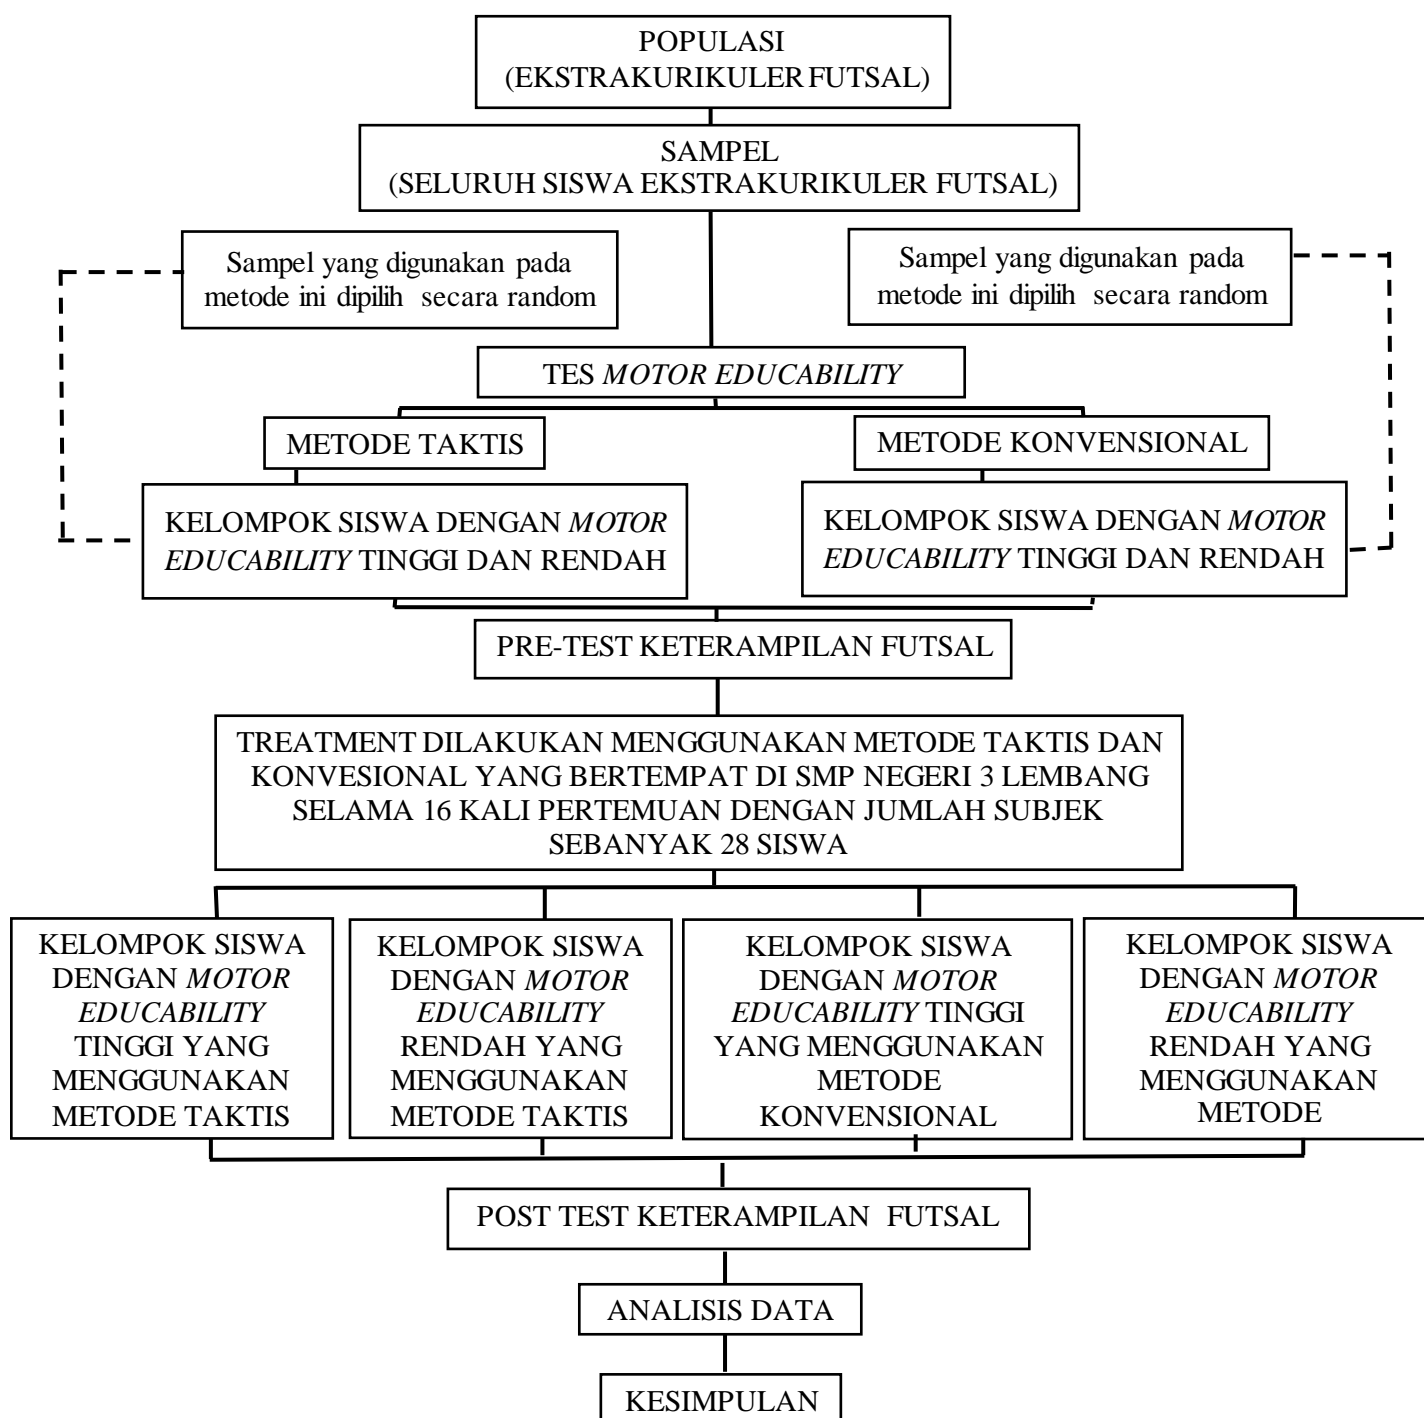 POPULASI
(EKSTRAKURIKULER FUTSAL)
SAMPEL
(SELURUH SISWA EKSTRAKURIKULER FUTSAL)
Sampel yang digunakan pada
metode ini dipilih secara random
Sampel yang digunakan pada
metode ini dipilih secara random
TES MOTOR EDUCABILITY
METODE TAKTIS
METODE KONVENSIONAL
KELOMPOK SISWA DENGAN MOTOR
EDUCABILITY TINGGI DAN RENDAH
KELOMPOK SISWA DENGAN MOTOR
EDUCABILITY TINGGI DAN RENDAH
PRE-TEST KETERAMPILAN FUTSAL
TREATMENT DILAKUKAN MENGGUNAKAN METODE TAKTIS DAN
KONVESIONAL YANG BERTEMPAT DI SMP NEGERI 3 LEMBANG
SELAMA 16 KALI PERTEMUAN DENGAN JUMLAH SUBJEK
SEBANYAK 28 SISWA
KELOMPOK SISWA
DENGAN MOTOR
EDUCABILITY
TINGGI YANG
MENGGUNAKAN
METODE TAKTIS
KELOMPOK SISWA
DENGAN MOTOR
EDUCABILITY
RENDAH YANG
MENGGUNAKAN
METODE TAKTIS
KELOMPOK SISWA
DENGAN MOTOR
EDUCABILITY TINGGI
YANG MENGGUNAKAN
METODE
KONVENSIONAL
KELOMPOK SISWA
DENGAN MOTOR
EDUCABILITY
RENDAH YANG
MENGGUNAKAN
METODE
POST TEST KETERAMPILAN FUTSAL
ANALISIS DATA
KESIMPULAN